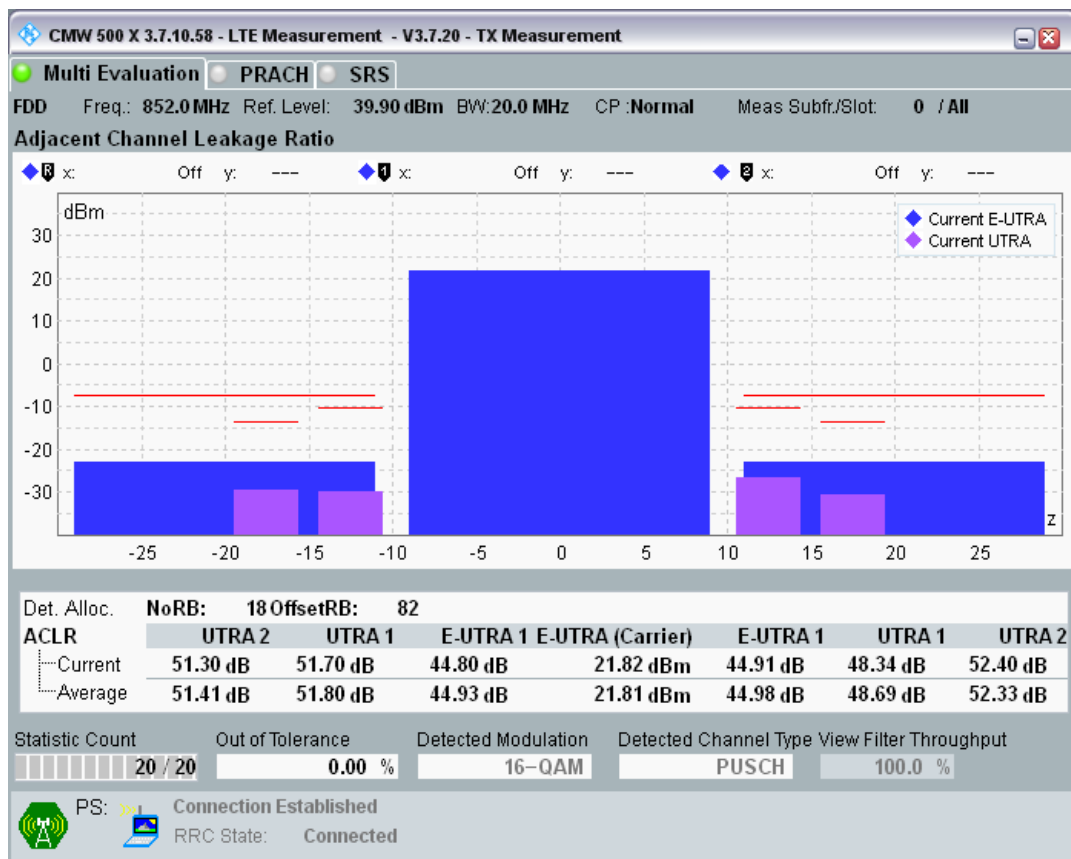 CMW 500 X 3.7.10.58 - LTE Measurement - V3.7.20 - TX Measurement
Multi Evaluation PRACH SRS
FDD Freq.: 852.0 MHz Ref. Level: 39.90 dBm BW:20.0 MHz CP :Normal Meas Subfr./Slot: 0 / All
Adjacent Channel Leakage Ratio
R x: Off y: --- 1 x: Off y: --- 2 x: Off y: ---
dBm
Current E-UTRA
Current UTRA
30
20
10
0
-10
-20
-30
z
-25 -20 -15 -10 -5 0 5 10 15 20 25
Det. Alloc. NoRB: 18 OffsetRB: 82
ACLR UTRA 2 UTRA 1 E-UTRA 1 E-UTRA (Carrier) E-UTRA 1 UTRA 1 UTRA 2
Current 51.30 dB 51.70 dB 44.80 dB 21.82 dBm 44.91 dB 48.34 dB 52.40 dB
Average 51.41 dB 51.80 dB 44.93 dB 21.81 dBm 44.98 dB 48.69 dB 52.33 dB
Statistic Count Out of Tolerance Detected Modulation Detected Channel Type View Filter Throughput
20 / 20 0.00 % 16-QAM PUSCH 100.0 %
PS: Connection Established
RRC State: Connected